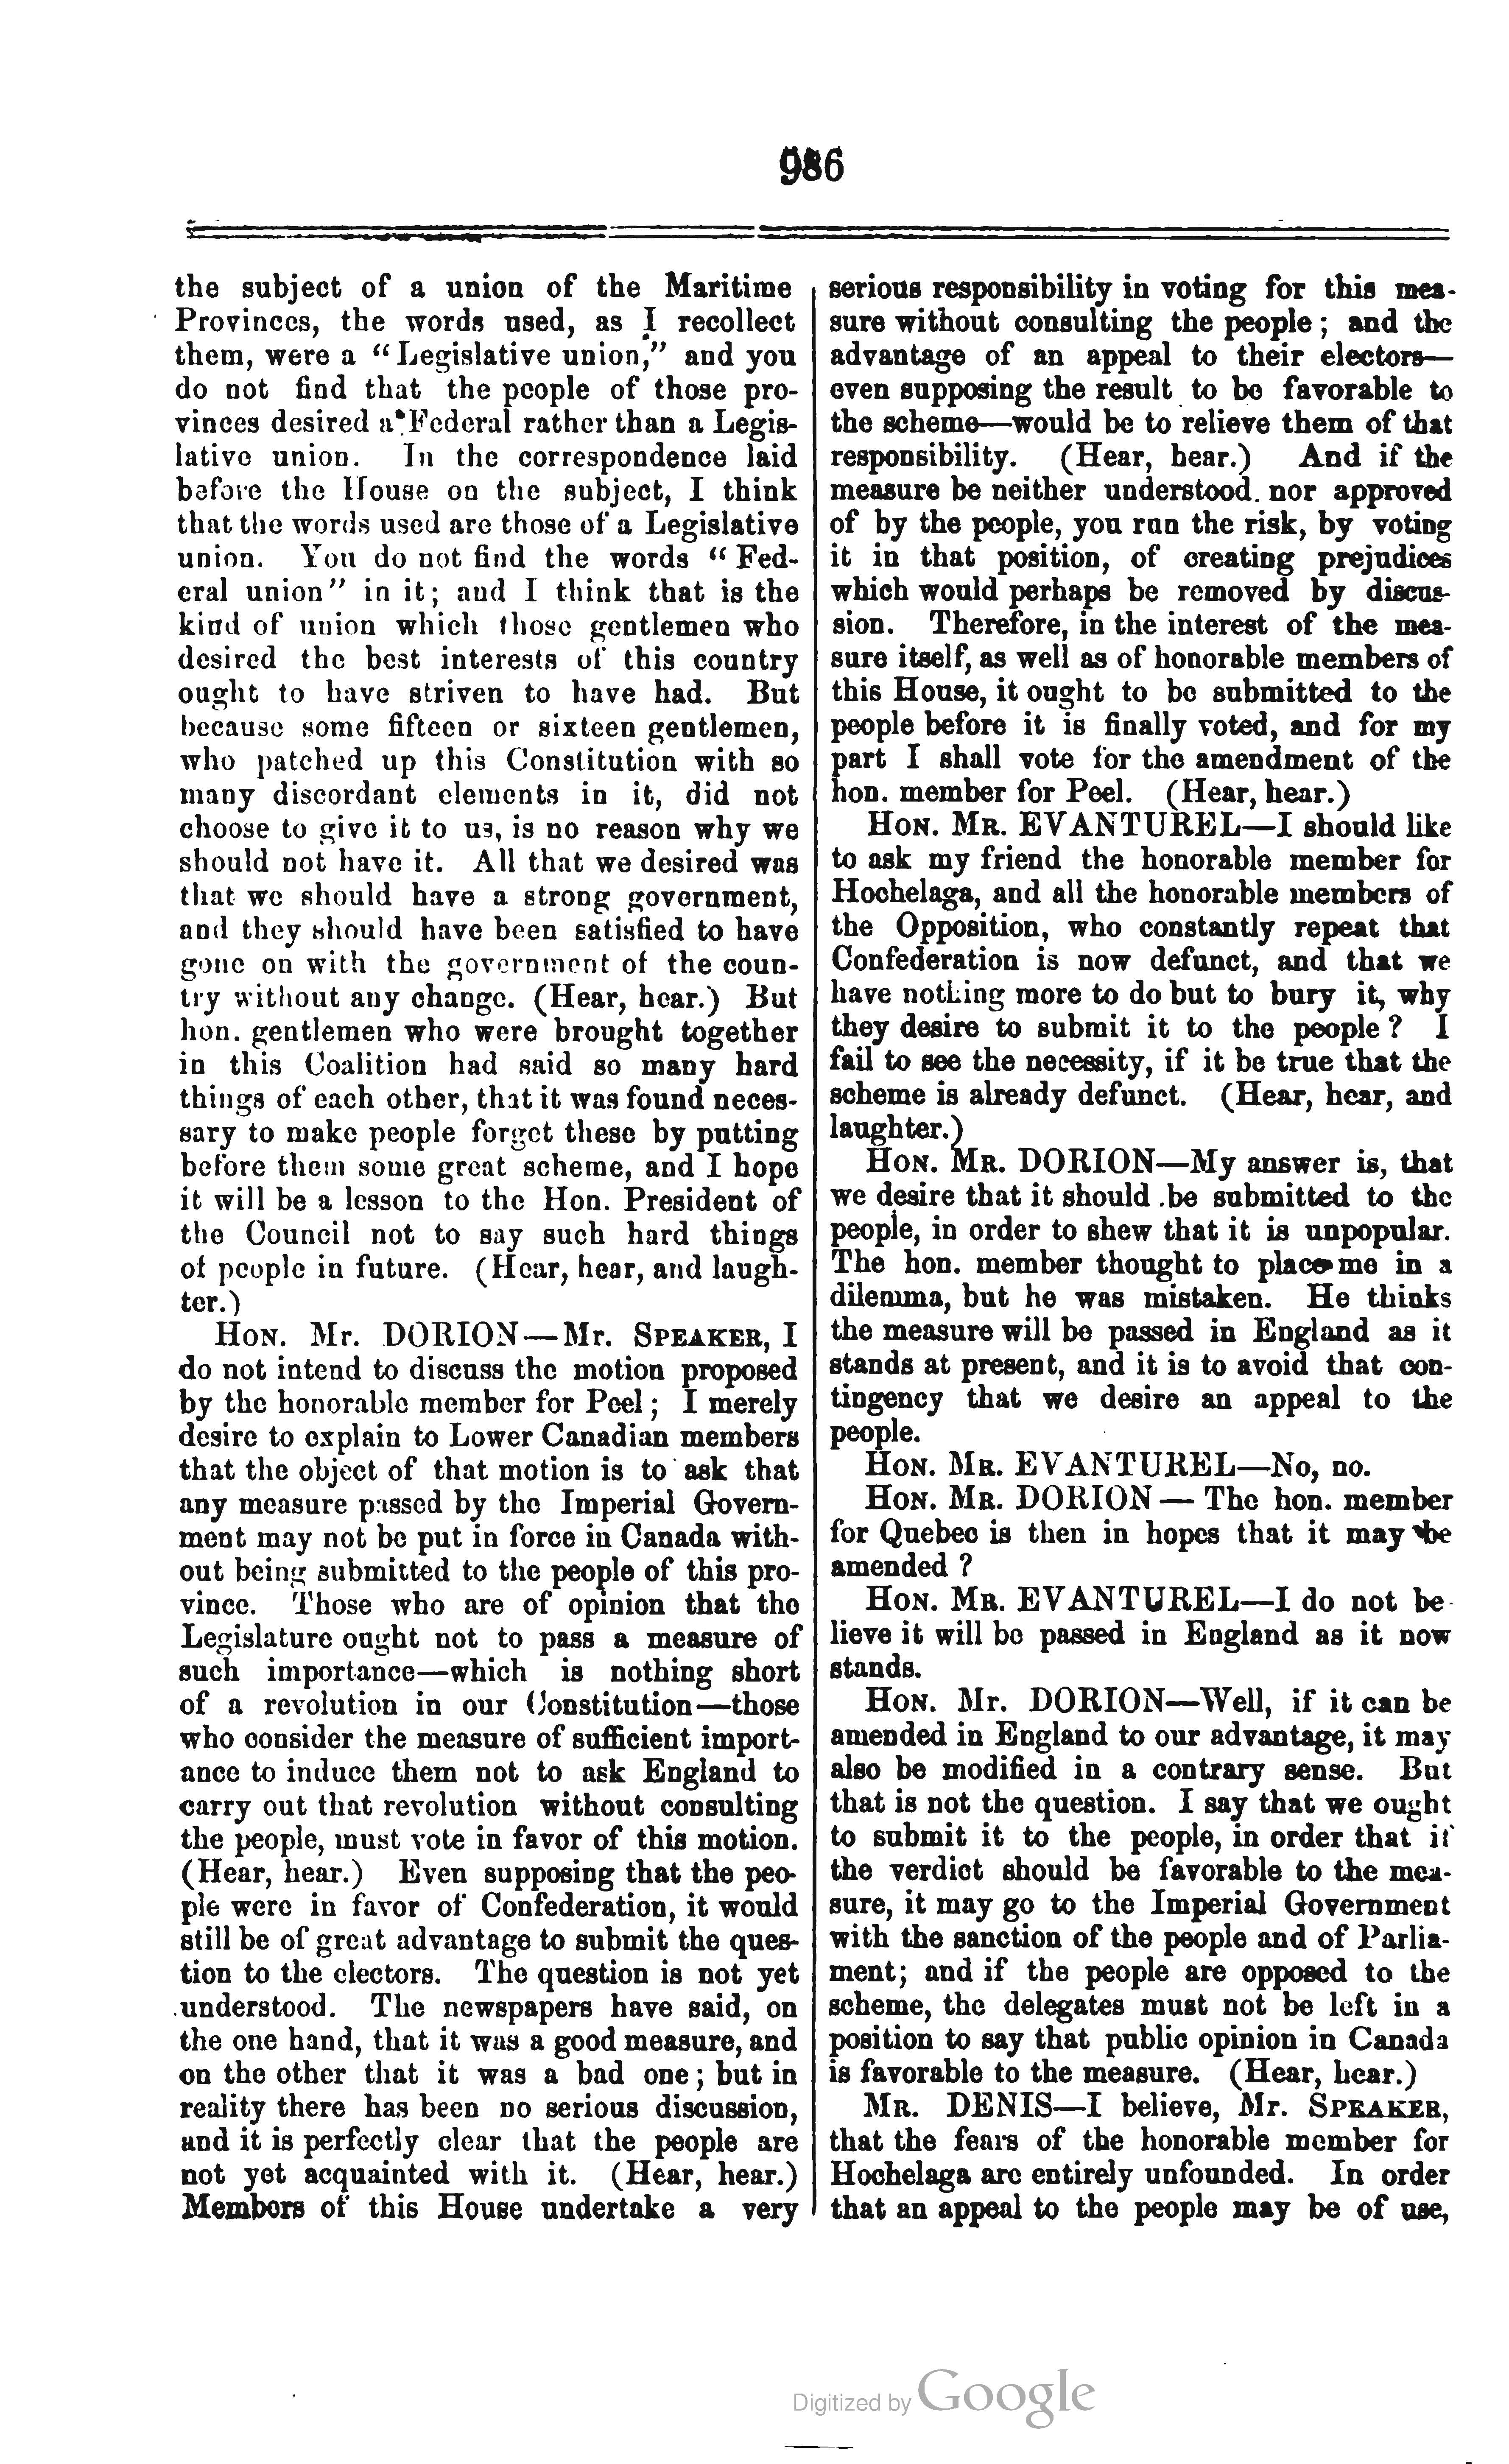 986
the subject of a union of the Maritime
Provinces, the words used, as I recollect
them, were a "Legislative union," and you
do not find that the people of those pro-
vinces desired a Federal rather than a Legis-
lative union. In the correspondence laid
before the House on the subject, I think
that the words used are those of a Legislative
union. You do not find the words "Fed-
eral union" in it; and I think that is the
kind of union which those gentlemen who
desired the best interests of this country
ought to have striven to have had. But
because some fifteen or sixteen gentlemen,
who patched up this Constitution with so
many discordant elements in it, did not
choose to give it to us, is no reason why we
should not have it. All that we desired was
that we should have a strong government,
and they should have been satisfied to have
gone on with the government of the coun-
try without any change. (Hear, hear.) But
hon. gentlemen who were brought together
in this Coalition had said so many hard
things of each other, that it was found neces-
sary to make people forget these by putting
before them some great scheme, and I hope
it will be a lesson to the Hon. President of
the Council not to say such hard things
of people in future. (Hear, hear, and laugh-
ter.)
HON. Mr. DORION—Mr. SPEAKER, I
do not intend to discuss the motion proposed
by the honorable member for Peel; I merely
desire to explain to Lower Canadian members
that the object of that motion is to ask that
any measure passed by the Imperial Govern-
ment may not be put in force in Canada with-
out being submitted to the people of this pro-
vince. Those who are of opinion that the
Legislature ought not to pass a measure of
such importance—which is nothing short
of a revolution in our Constitution—those
who consider the measure of sufficient import-
ance to induce them not to ask England to
carry out that revolution without consulting
the people, must vote in favor of this motion.
(Hear, hear.) Even supposing that the peo-
ple were in favor of Confederation, it would
still be of great advantage to submit the ques-
tion to the electors. The question is not yet
understood. The newspapers have said, on
the one hand, that it was a good measure, and
on the other that it was a bad one; but in
reality there has been no serious discussion,
and it is perfectly clear that the people are
not yet acquainted with it. (Hear, hear.)
Members of this House undertake a very
serious responsibility in voting for this mea-
sure without consulting the people; and the
advantage of an appeal to their electors—
even supposing the result to be favorable to
the scheme—would be to relieve them of that
responsibility. (Hear, hear.) And if the
measure be neither understood nor approved
of by the people, you run the risk, by voting
it in that position, of creating prejudices
which would perhaps be removed by discus-
sion. Therefore, in the interest of the mea-
sure itself, as well as of honorable members of
this House, it ought to be submitted to the
people before it is finally voted, and for my
part I shall vote for the amendment of the
hon. member for Peel. (Hear, hear.)
HON. MR. EVANTUREL—I should like
to ask my friend the honorable member for
Hochelaga, and all the honorable members of
the Opposition, who constantly repeat that
Confederation is now defunct, and that we
have nothing more to do but to bury it, why
they desire to submit it to the people? I
fail to see the necessity, if it be true that the
scheme is already defunct. (Hear, hear, and
laughter.)
HON. MR. DORION—My answer is, that
we desire that it should be submitted to the
people, in order to shew that it is unpopular.
The hon. member thought to place me in a
dilemma, but he was mistaken. He thinks
the measure will be passed in England as it
stands at present, and it is to avoid that con-
tingency that we desire an appeal to the
people.
HON. MR. EVANTUREL—No, no.
HON. MR. DORION—The hon. member
for Quebec is then in hopes that it may be
amended?
HON. MR. EVANTUREL—I do not be-
lieve it will be passed in England as it now
stands.
HON. Mr. DORION—Well, if it can be
amended in England to our advantage, it may
also be modified in a contrary sense. But
that is not the question. I say that we ought
to submit it to the people, in order that if
the verdict should be favorable to the mea-
sure, it may go to the Imperial Government
with the sanction of the people and of Parlia-
ment; and if the people are opposed to the
scheme, the delegates must not be left in a
position to say that public opinion in Canada
is favorable to the measure. (Hear, hear.)
MR. DENIS—I believe, Mr. SPEAKER,
that the fears of the honorable member for
Hochelaga are entirely unfounded. In order
that an appeal to the people may be of use,
Digitized by Google